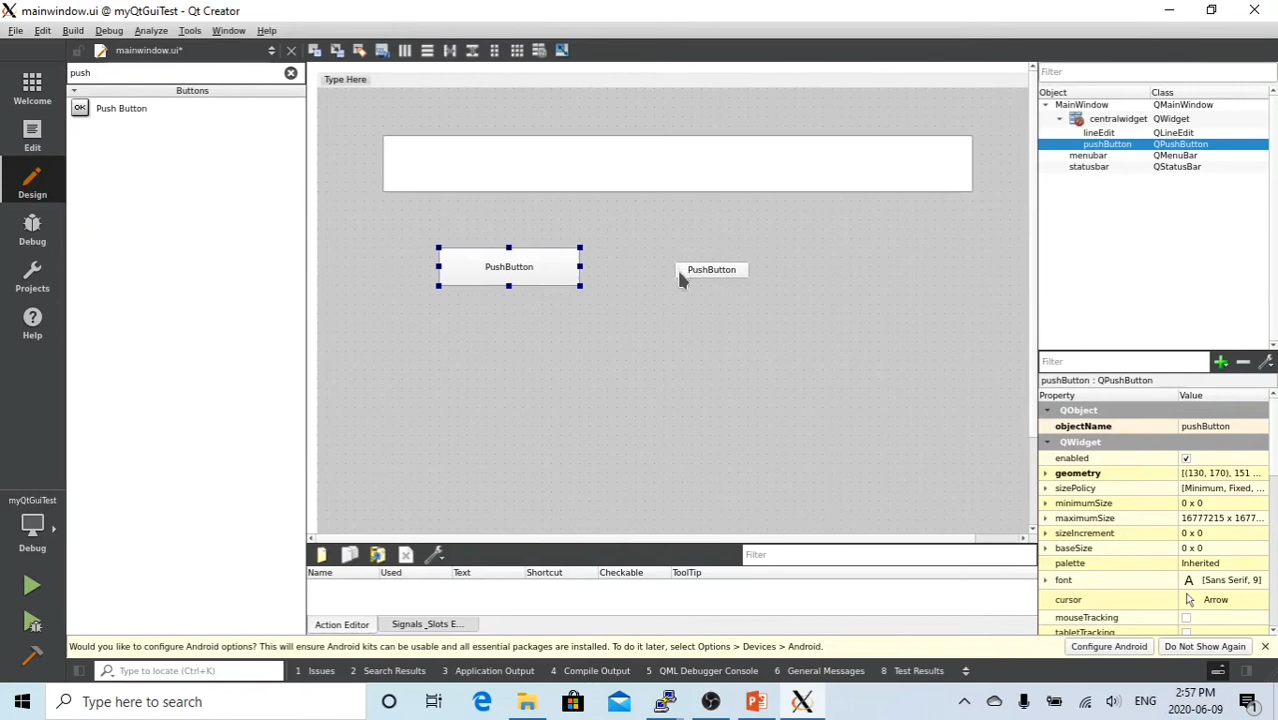 mainwindow.ui @ myQtGuiTest - Qt Creator
File Edit Build Debug Analyze Tools Window Help
mainwindow.ui*
push
Buttons
OK Push Button
Welcome
Edit
Design
Debug
Projects
Help
myQtGuiTest
Debug
Type Here
PushButton
PushButton
Filter
Object Class
MainWindow QMainWindow
centralwidget QWidget
lineEdit QLineEdit
pushButton QPushButton
menubar QMenuBar
statusbar QStatusBar
Filter
pushButton : QPushButton
Property Value
QObject
objectName pushButton
QWidget
enabled
geometry [(130, 170), 151 ...
sizePolicy [Minimum, Fixed, ...
minimumSize 0 x 0
maximumSize 16777215 x 1677...
sizeIncrement 0 x 0
baseSize 0 x 0
palette Inherited
font A [Sans Serif, 9]
cursor Arrow
mouseTracking
tabletTracking
Filter
Name Used Text Shortcut Checkable ToolTip
Action Editor Signals _Slots E...
Would you like to configure Android options? This will ensure Android kits can be usable and all essential packages are installed. To do it later, select Options > Devices > Android. Configure Android Do Not Show Again
Type to locate (Ctrl+K) 1 Issues 2 Search Results 3 Application Output 4 Compile Output 5 QML Debugger Console 6 General Messages 8 Test Results
Type here to search
ENG
2:57 PM
2020-06-09
1